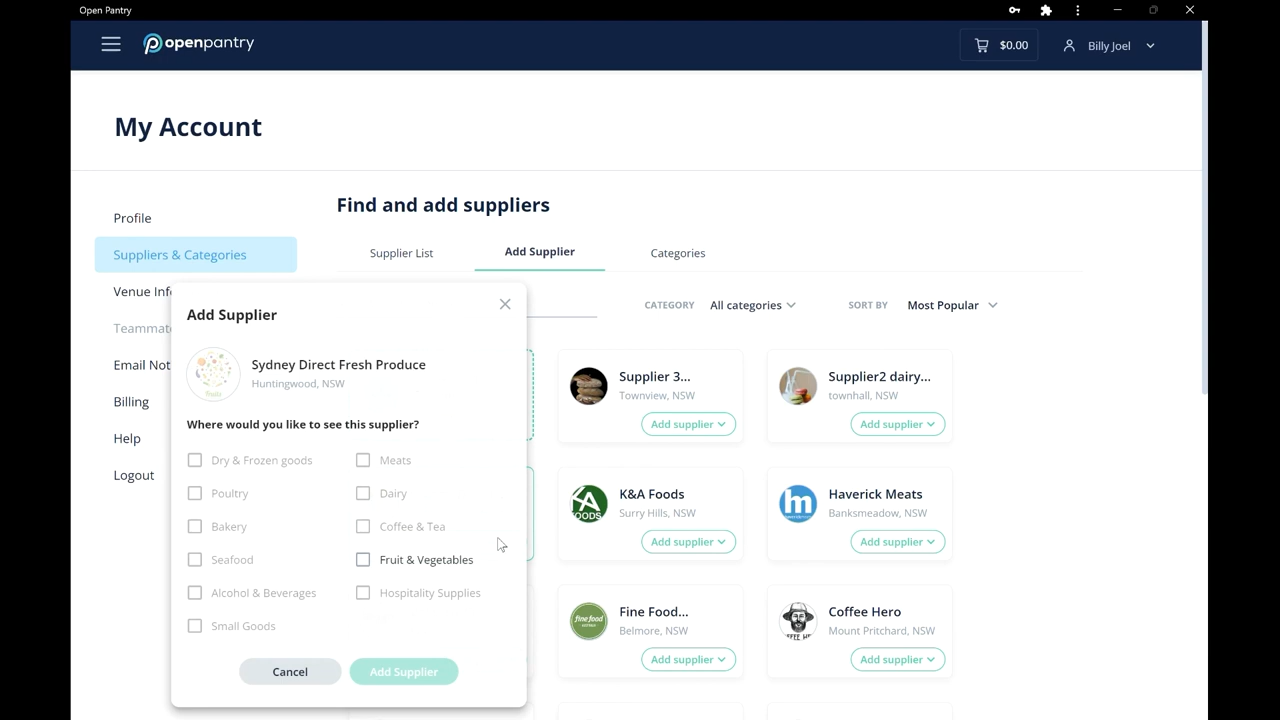 Open Pantry
openpantry
$0.00
Billy Joel
My Account
Find and add suppliers
Profile
Supplier List
Add Supplier
Categories
Suppliers & Categories
Venue Inf
CATEGORY All categories
SORT BY Most Popular
Teammat
Email Not
Billing
Help
Logout
Add Supplier
Sydney Direct Fresh Produce
Huntingwood, NSW
Where would you like to see this supplier?
Dry & Frozen goods
Meats
Poultry
Dairy
Bakery
Coffee & Tea
Seafood
Fruit & Vegetables
Alcohol & Beverages
Hospitality Supplies
Small Goods
Cancel
Add Supplier
Supplier 3...
Townview, NSW
Add supplier
Supplier2 dairy...
townhall, NSW
Add supplier
K&A Foods
Surry Hills, NSW
Add supplier
Haverick Meats
Banksmeadow, NSW
Add supplier
Fine Food...
Belmore, NSW
Add supplier
Coffee Hero
Mount Pritchard, NSW
Add supplier